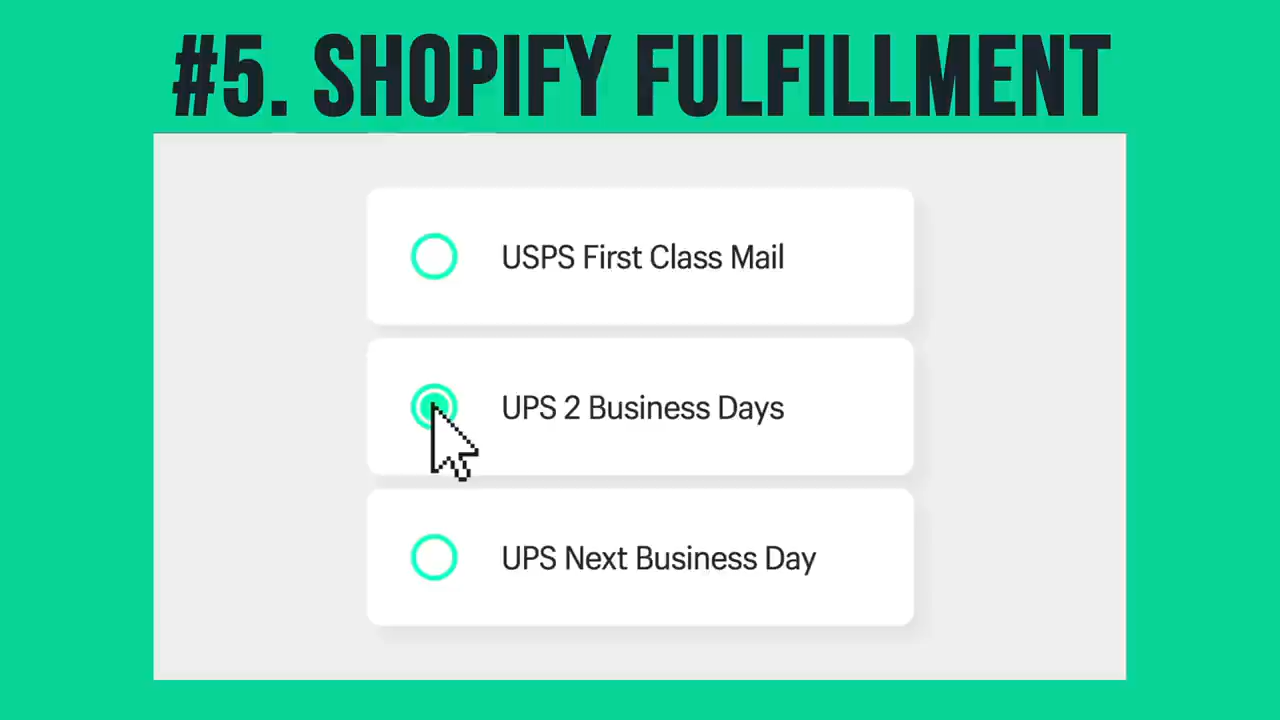 #5. SHOPIFY FULFILLMENT
USPS First Class Mail
UPS 2 Business Days
UPS Next Business Day